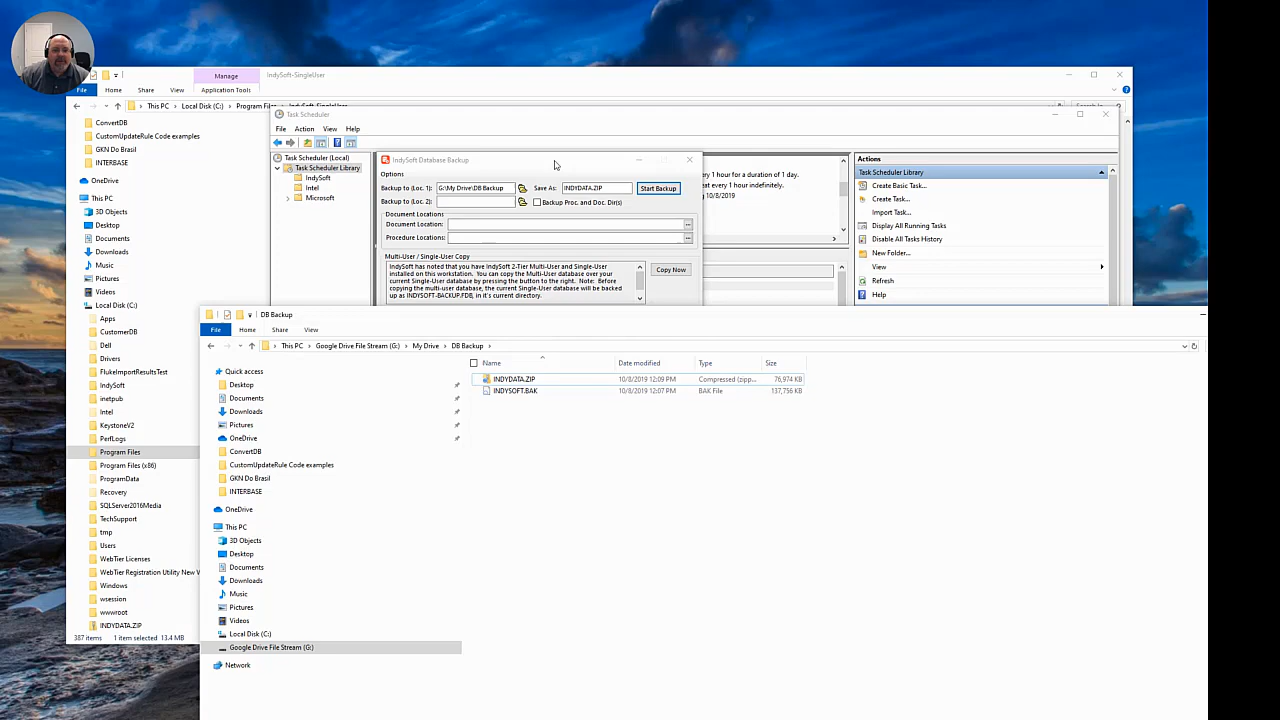 Manage
IndySoft-SingleUser
File
Home
Share
View
Application Tools
This PC
Local Disk (C:)
Program Files
IndySoft-SingleUser
ConvertDB
CustomUpdateRule Code examples
GKN Do Brasil
INTERBASE
OneDrive
This PC
3D Objects
Desktop
Documents
Downloads
Music
Pictures
Videos
Local Disk (C:)
Apps
CustomerDB
Dell
Drivers
FlukeImportResultsTest
IndySoft
inetpub
Intel
KeystoneV2
PerfLogs
Program Files
Program Files (x86)
ProgramData
Recovery
SQLServer2016Media
TechSupport
tmp
Users
WebTier Licenses
WebTier Registration Utility New V
Windows
wsession
wwwroot
INDYDATA.ZIP
387 items
1 item selected 13.4 MB
Task Scheduler
File
Action
View
Help
Task Scheduler (Local)
Task Scheduler Library
IndySoft
Intel
Microsoft
1 hour for a duration of 1 day.
eat every 1 hour indefinitely.
10/8/2019
Actions
Task Scheduler Library
Create Basic Task...
Create Task...
Import Task...
Display All Running Tasks
Disable All Tasks History
New Folder...
View
Refresh
Help
IndySoft Database Backup
Options
Backup to (Loc. 1):
G:\My Drive\DB Backup
Save As:
INDYDATA.ZIP
Start Backup
Backup to (Loc. 2):
Backup Proc. and Doc. Dir(s)
Document Locations
Document Locations:
Procedure Locations:
Multi-User / Single-User Copy
IndySoft has noted that you have IndySoft 2-Tier Multi-User and Single-User
installed on this workstation. You can copy the Multi-User database over your
current Single-User database by pressing the button to the right. Note: Before
copying the multi-user database, the current Single-User database will be backed
up as INDYSOFT-BACKUP.FDB, in it's current directory.
Copy Now
DB Backup
File
Home
Share
View
This PC
Google Drive File Stream (G:)
My Drive
DB Backup
Name
Date modified
Type
Size
INDYDATA.ZIP
10/8/2019 12:09 PM
Compressed (zipp...
76,974 KB
INDYSOFT.BAK
10/8/2019 12:07 PM
BAK File
137,756 KB
Quick access
Desktop
Documents
Downloads
Pictures
OneDrive
ConvertDB
CustomUpdateRule Code examples
GKN Do Brasil
INTERBASE
OneDrive
This PC
3D Objects
Desktop
Documents
Downloads
Music
Pictures
Videos
Local Disk (C:)
Google Drive File Stream (G:)
Network